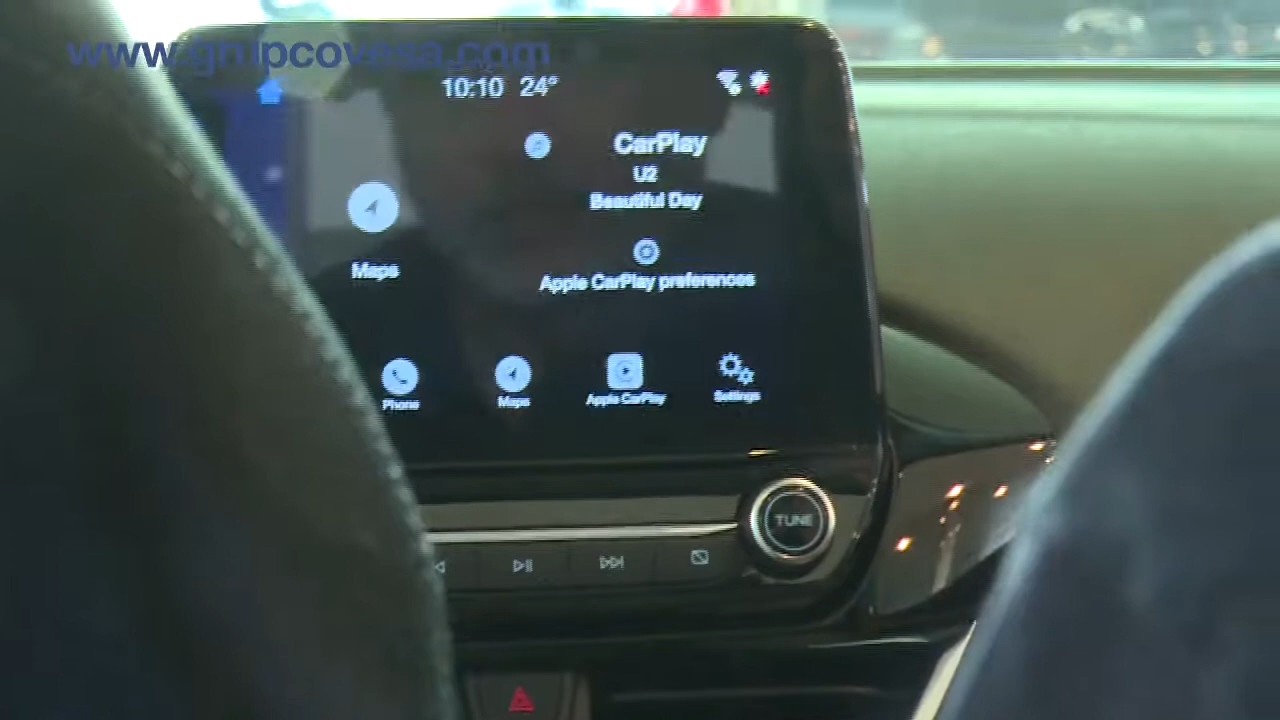 www.gnipcovesa.com
10:10 24°
CarPlay
U2
Beautiful Day
Maps
Apple CarPlay preferences
Phone
Maps
Apple CarPlay
Settings
TUNE